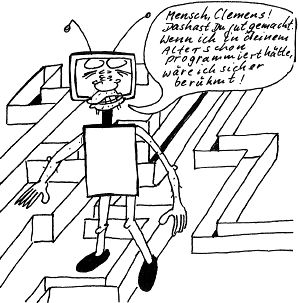 Mensch, Clemens!
Das hast Du gut gemacht.
Wenn ich in deinem
Alter schon
programmiert hätte,
wäre ich sicher
berühmt!